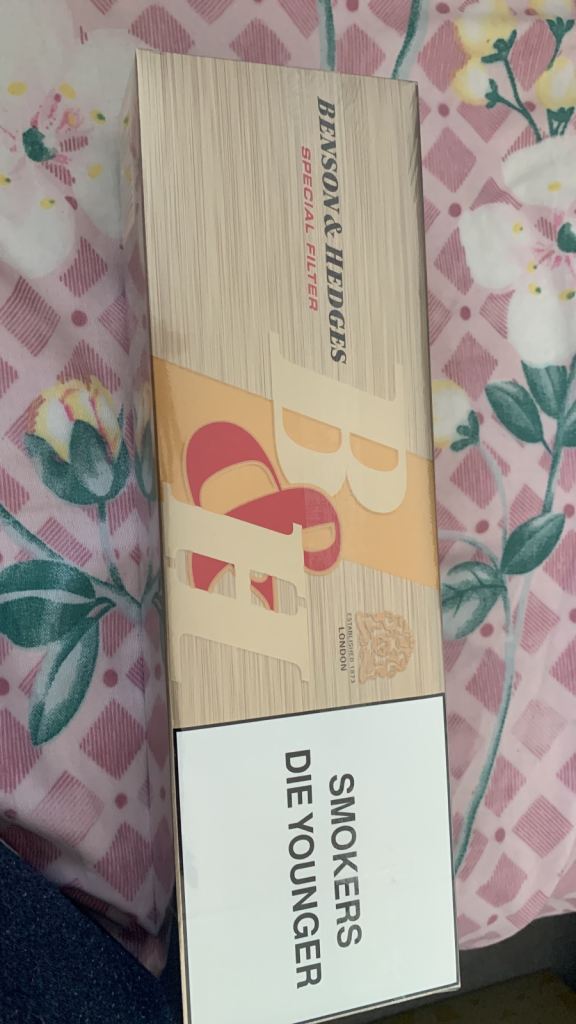 BENSON & HEDGES
SPECIAL FILTER
B&H
ESTABLISHED 1873
LONDON
SMOKERS
DIE YOUNGER